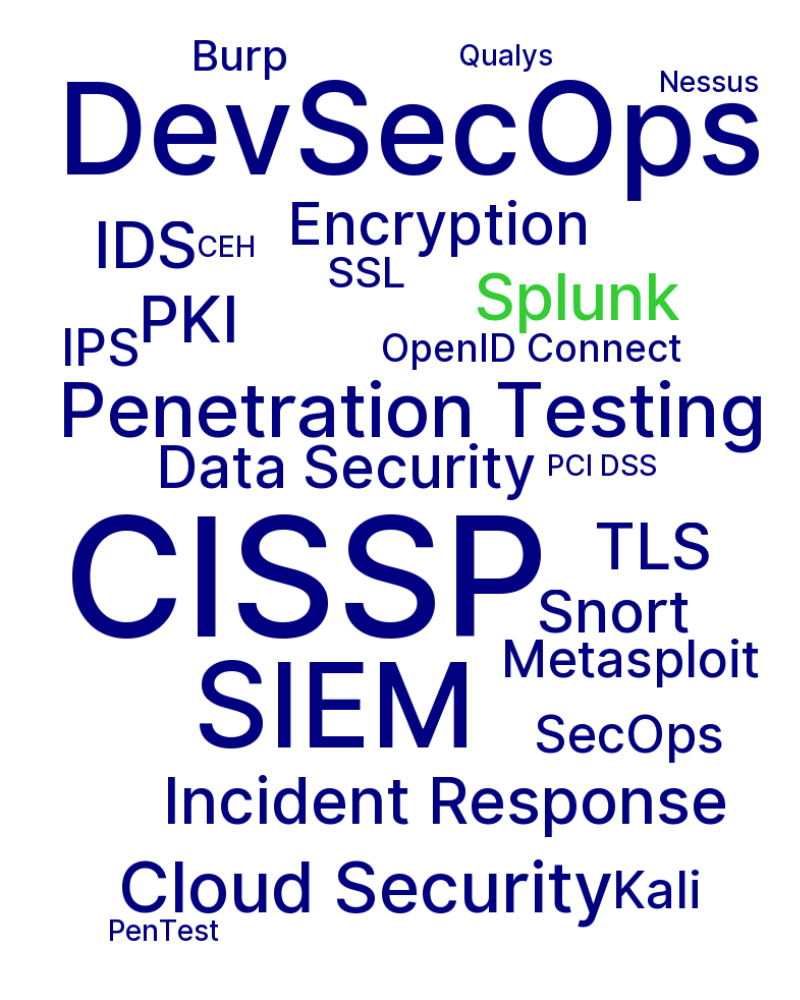 Burp
Qualys
Nessus
DevSecOps
Encryption
IDS
CEH
SSL
Splunk
PKI
IPS
OpenID Connect
Penetration Testing
Data Security
PCI DSS
CISSP
TLS
Snort
Metasploit
SIEM
SecOps
Incident Response
Cloud Security
Kali
PenTest